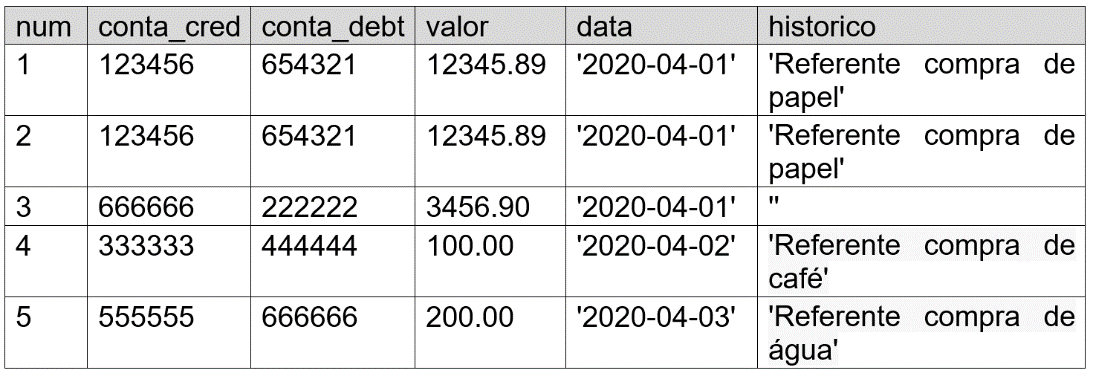 num conta_cred conta_debt valor data historico
1 123456 654321 12345.89 '2020-04-01' 'Referente compra de
papel'
2 123456 654321 12345.89 '2020-04-01' 'Referente compra de
papel'
3 666666 222222 3456.90 '2020-04-01' ''
4 333333 444444 100.00 '2020-04-02' 'Referente compra de
café'
5 555555 666666 200.00 '2020-04-03' 'Referente compra de
água'